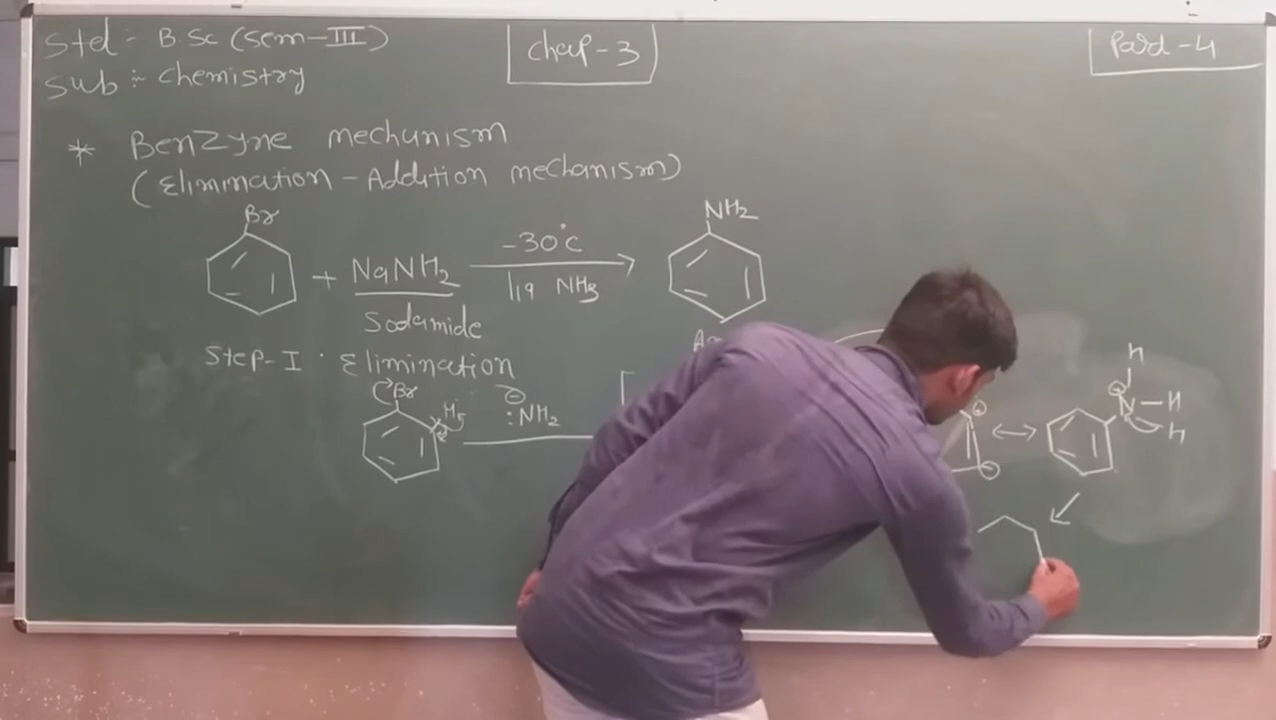 Std:- B.Sc (Sem-III)
Chap-3
Part-4
Sub:- Chemistry
* BenZyne mechanism
(Elimination-Addition mechanism)
Br
NH2
+ NaNH2
-30°C
liq NH3
Sodamide
Step-I : Elimination
Br
H
⊖
:NH2
⊕
⊖
H
⊕
N-H
H